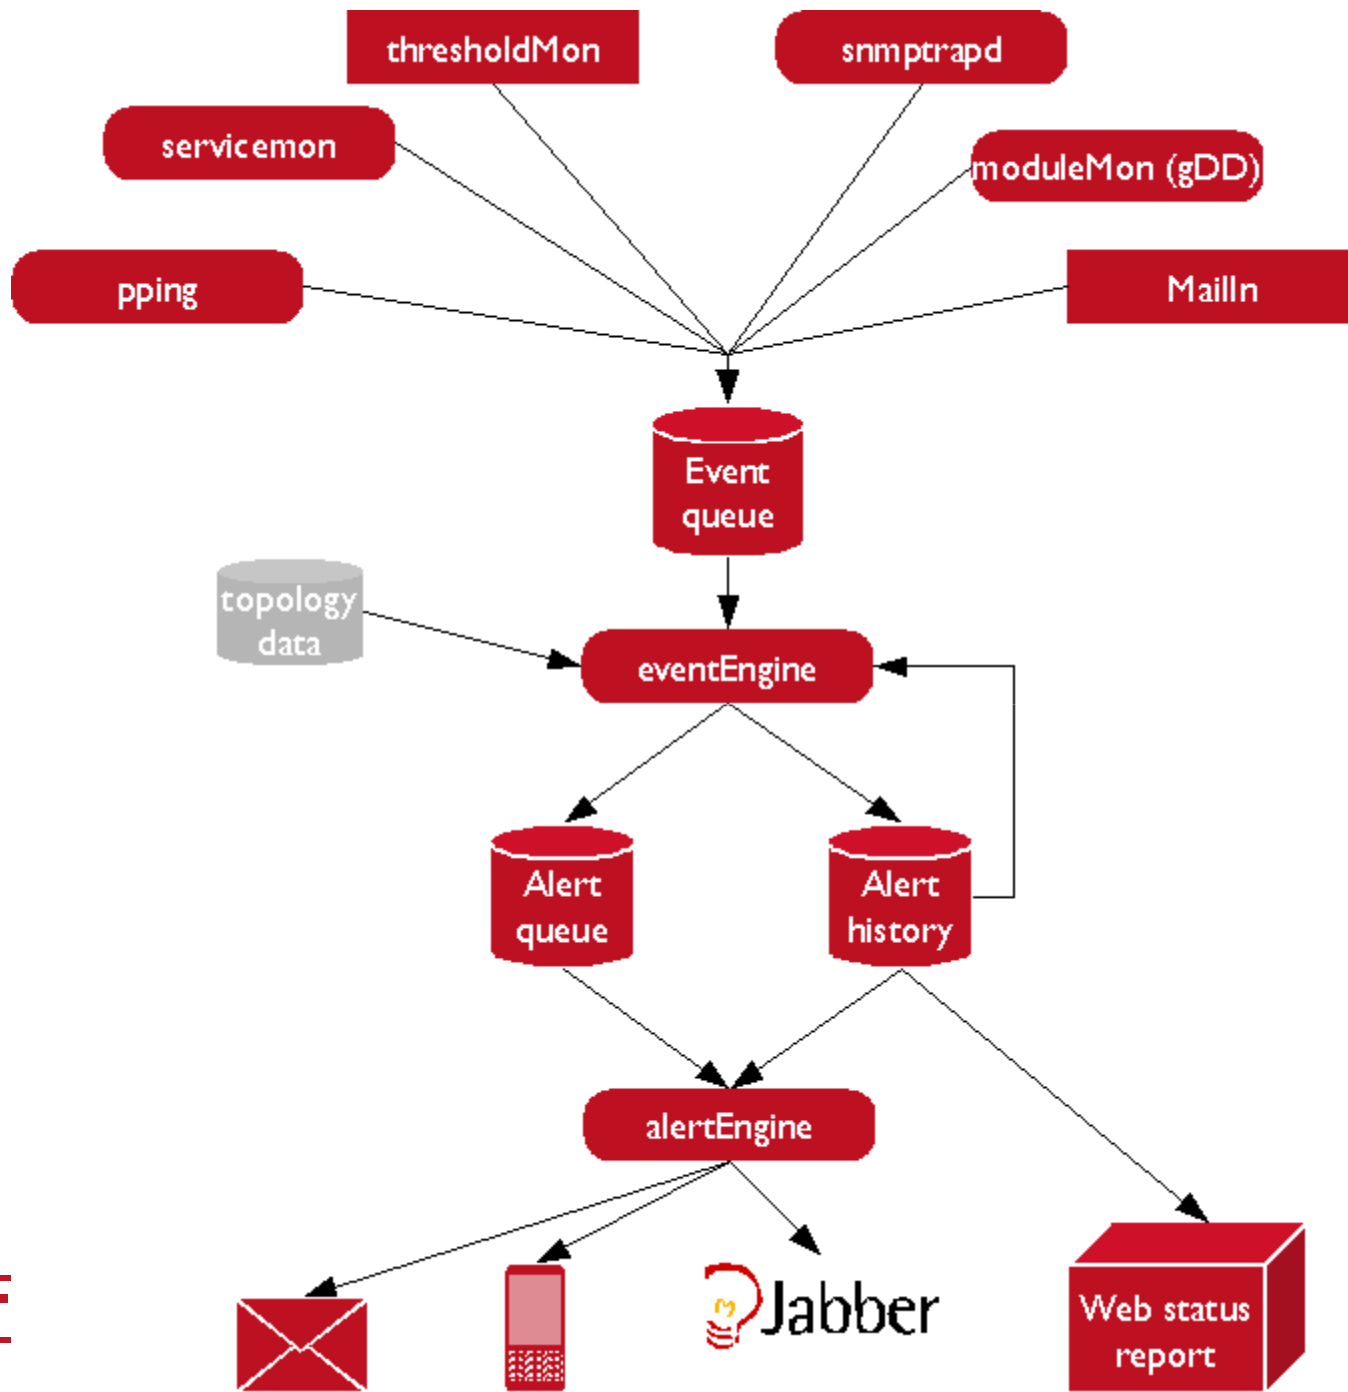 thresholdMon
snmptrapd
servicemon
moduleMon (gDD)
pping
MailIn
Event
queue
topology
data
eventEngine
Alert
queue
Alert
history
alertEngine
Jabber
Web status
report